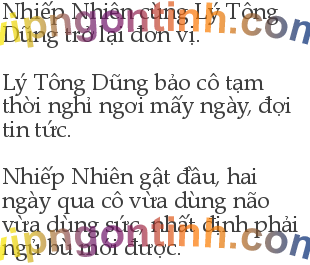 Nhiếp Nhiên cùng Lý Tông
Dũng trở lại đơn vị.
Lý Tông Dũng bảo cô tạm
thời nghỉ ngơi mấy ngày, đợi
tin tức.
Nhiếp Nhiên gật đầu, hai
ngày qua cô vừa dùng não
vừa dùng sức, nhất định phải
ngủ bù mới được.